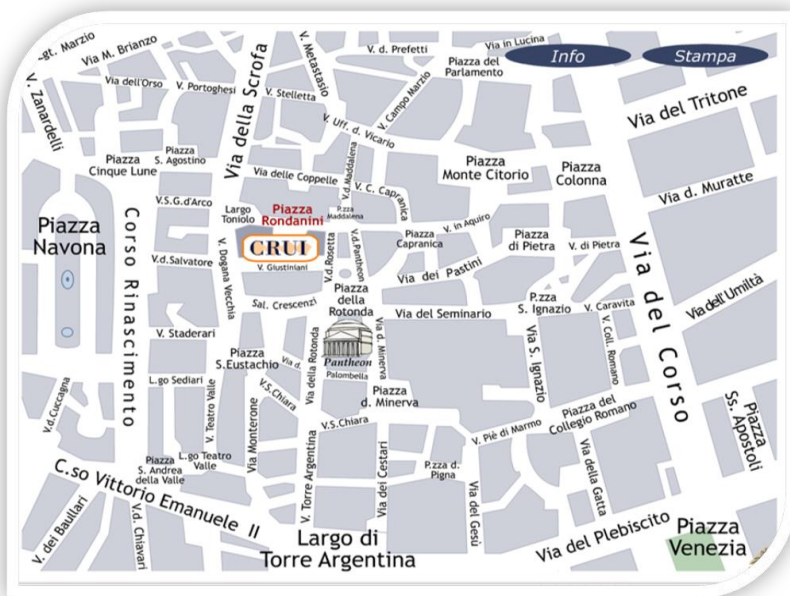 -gt. Marzio
Via M. Brianzo
V. Metastasio
V. d. Prefetti
Via in Lucina
Info
Stampa
V. Zanardelli
Via dell'Orso
V. Portoghesi
Via della Scrofa
V. Stelletta
V. Campo Marzio
Piazza del
Parlamento
Via del Tritone
V. Uff. d. Vicario
Piazza
Cinque Lune
Piazza
S. Agostino
Via delle Coppelle
V.d.Maddalena
V. C. Capranica
Piazza
Monte Citorio
Piazza
Colonna
Via d. Muratte
Piazza
Navona
Corso Rinascimento
V.S.G.d'Arco
Largo
Toniolo
Piazza
Rondanini
P.zza
Maddalena
CRUI
V. Giustiniani
V.d.Salvatore
V. Dogana Vecchia
V.d.Rosetta
V.d.Pantheon
Piazza
Capranica
V. in Aquiro
Piazza
di Pietra
V. di Pietra
Via del Corso
Via dei Pastini
Via dell'Umiltà
Sal. Crescenzi
Piazza
della
Rotonda
Via del Seminario
P.zza
S. Ignazio
V. Caravita
V. Staderari
Via della Rotonda
Pantheon
Via d. Minerva
Via S. Ignazio
V. Coll. Romano
Piazza
S.Eustachio
Via d.
Palombella
L.go Sediari
V.S.Chiara
Piazza
d. Minerva
V.d.Cuccagna
V. Teatro Valle
Via Monterone
V.S.Chiara
V. Piè di Marmo
Piazza del
Collegio Romano
Piazza
Ss. Apostoli
Piazza
S. Andrea
della Valle
L.go Teatro
Valle
V. Torre Argentina
Via dei Cestari
P.zza d.
Pigna
Via del Gesù
Via della Gatta
C.so Vittorio Emanuele II
V. dei Baullari
V.d. Chiavari
Largo di
Torre Argentina
Via del Plebiscito
Piazza
Venezia